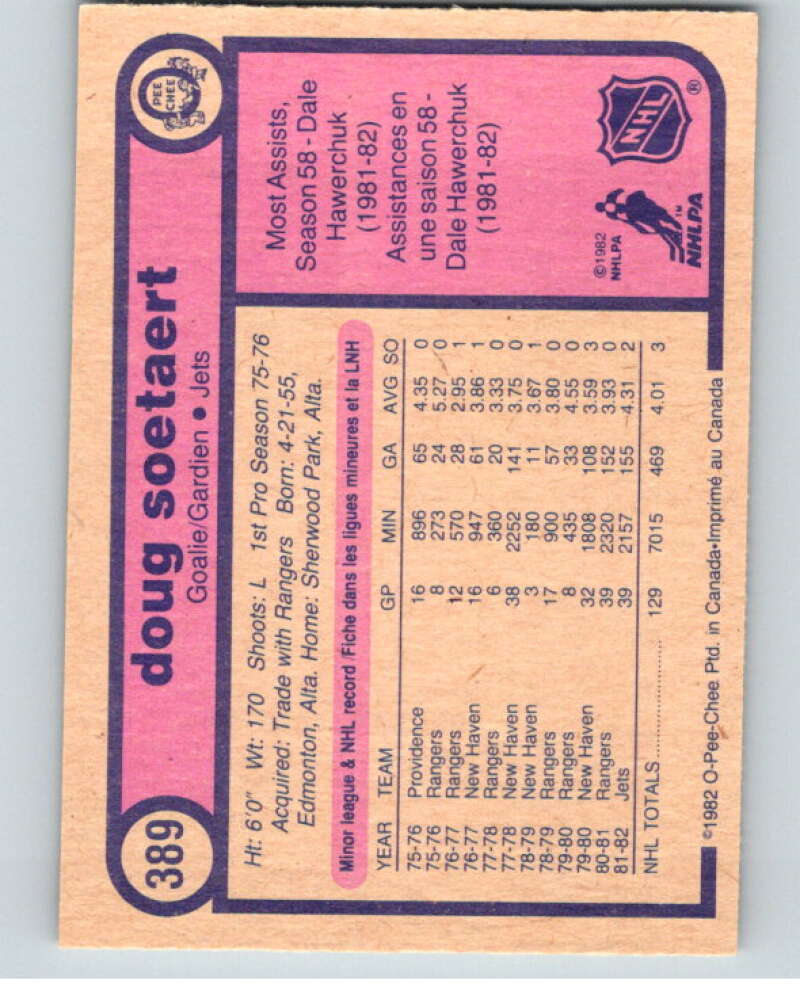 389
doug soetaert
Goalie/Gardien • Jets
O
PEE
CHEE
Ht: 6'0" Wt: 170 Shoots: L 1st Pro Season 75-76
Acquired: Trade with Rangers Born: 4-21-55,
Edmonton, Alta. Home: Sherwood Park, Alta.
Minor league & NHL record/Fiche dans les ligues mineures et la LNH
YEAR TEAM GP MIN GA AVG SO
75-76 Providence 16 896 65 4.35 0
75-76 Rangers 8 273 24 5.27 0
76-77 Rangers 12 570 28 2.95 1
76-77 New Haven 16 947 61 3.86 1
77-78 Rangers 6 360 20 3.33 0
77-78 New Haven 38 2252 141 3.75 0
78-79 New Haven 3 180 11 3.67 1
78-79 Rangers 17 900 57 3.80 0
79-80 Rangers 8 435 33 4.55 0
79-80 New Haven 32 1808 108 3.59 3
80-81 Rangers 39 2320 152 3.93 0
81-82 Jets 39 2157 155 4.31 2
NHL TOTALS 129 7015 469 4.01 3
Most Assists,
Season 58 - Dale
Hawerchuk
(1981-82)
Assistances en
une saison 58 -
Dale Hawerchuk
(1981-82)
NHL ®
©1982
NHLPA
NHLPA ™
©1982 O-Pee-Chee Ptd. in Canada•Imprimé au Canada